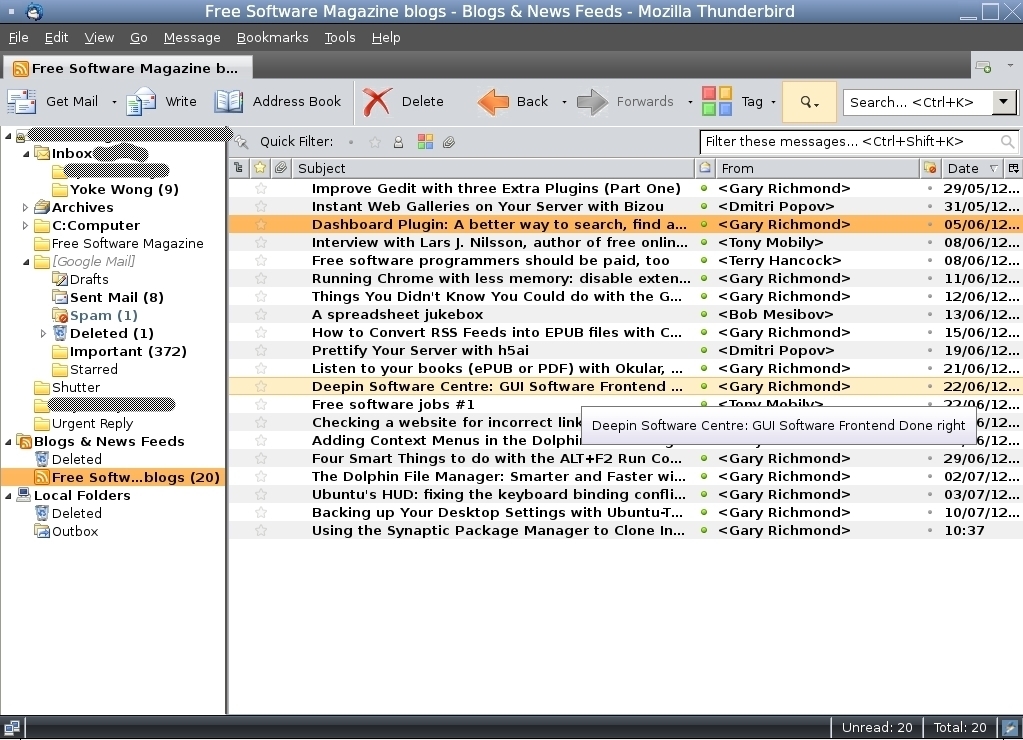 Free Software Magazine blogs - Blogs & News Feeds - Mozilla Thunderbird
File Edit View Go Message Bookmarks Tools Help
Free Software Magazine b...
Get Mail Write Address Book Delete Back Forwards Tag Search... <Ctrl+K>
Quick Filter: Filter these messages... <Ctrl+Shift+K>
Inbox
Yoke Wong (9)
Archives
C:Computer
Free Software Magazine
[Google Mail]
Drafts
Sent Mail (8)
Spam (1)
Deleted (1)
Important (372)
Starred
Shutter
Urgent Reply
Blogs & News Feeds
Deleted
Free Softw...blogs (20)
Local Folders
Deleted
Outbox
Subject From Date
Improve Gedit with three Extra Plugins (Part One) <Gary Richmond> 29/05/12...
Instant Web Galleries on Your Server with Bizou <Dmitri Popov> 31/05/12...
Dashboard Plugin: A better way to search, find a... <Gary Richmond> 05/06/12...
Interview with Lars J. Nilsson, author of free onlin... <Tony Mobily> 08/06/12...
Free software programmers should be paid, too <Terry Hancock> 08/06/12...
Running Chrome with less memory: disable exten... <Gary Richmond> 11/06/12...
Things You Didn't Know You Could do with the G... <Gary Richmond> 12/06/12...
A spreadsheet jukebox <Bob Mesibov> 13/06/12...
How to Convert RSS Feeds into EPUB files with C... <Gary Richmond> 15/06/12...
Prettify Your Server with h5ai <Dmitri Popov> 19/06/12...
Listen to your books (ePUB or PDF) with Okular, ... <Gary Richmond> 21/06/12...
Deepin Software Centre: GUI Software Frontend ... <Gary Richmond> 22/06/12...
Free software jobs #1 <Tony Mobily> 22/06/12...
Checking a website for incorrect link
Deepin Software Centre: GUI Software Frontend Done right
Adding Context Menus in the Dolphin
Four Smart Things to do with the ALT+F2 Run Co... <Gary Richmond> 29/06/12...
The Dolphin File Manager: Smarter and Faster wi... <Gary Richmond> 02/07/12...
Ubuntu's HUD: fixing the keyboard binding confli... <Gary Richmond> 03/07/12...
Backing up Your Desktop Settings with Ubuntu-T... <Gary Richmond> 10/07/12...
Using the Synaptic Package Manager to Clone In... <Gary Richmond> 10:37
Unread: 20 Total: 20